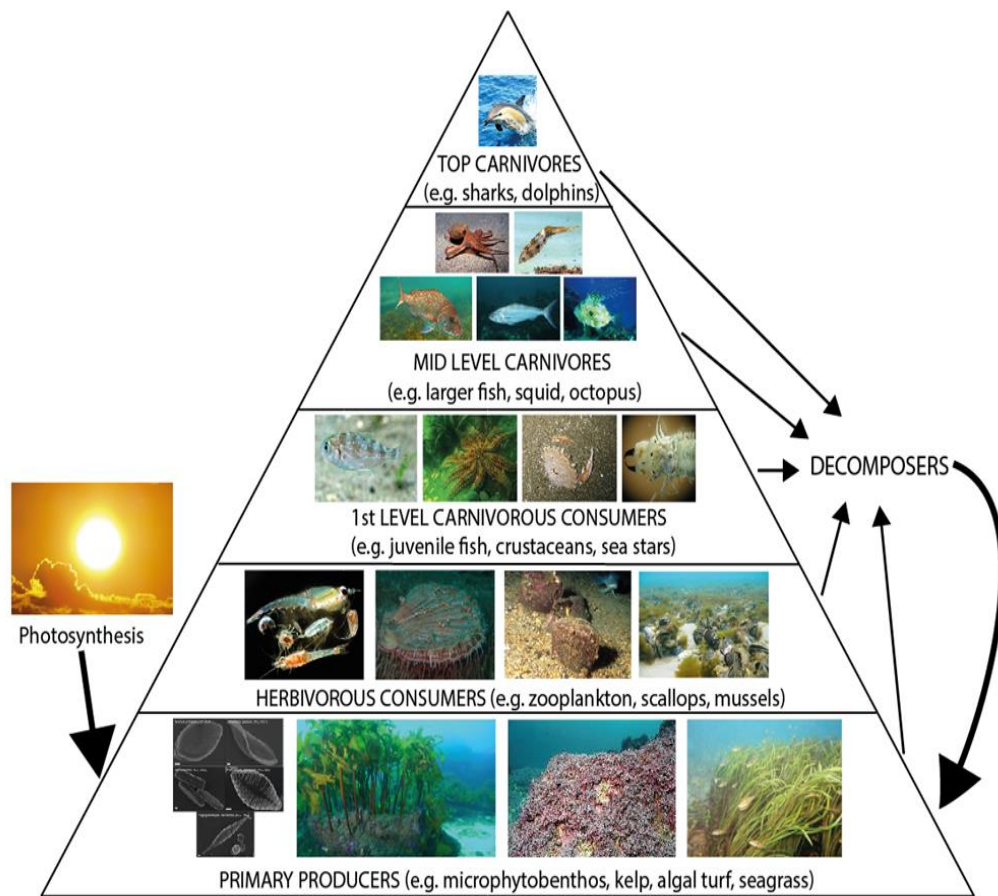 TOP CARNIVORES
(e.g. sharks, dolphins)
MID LEVEL CARNIVORES
(e.g. larger fish, squid, octopus)
DECOMPOSERS
1st LEVEL CARNIVOROUS CONSUMERS
(e.g. juvenile fish, crustaceans, sea stars)
Photosynthesis
HERBIVOROUS CONSUMERS (e.g. zooplankton, scallops, mussels)
PRIMARY PRODUCERS (e.g. microphytobenthos, kelp, algal turf, seagrass)